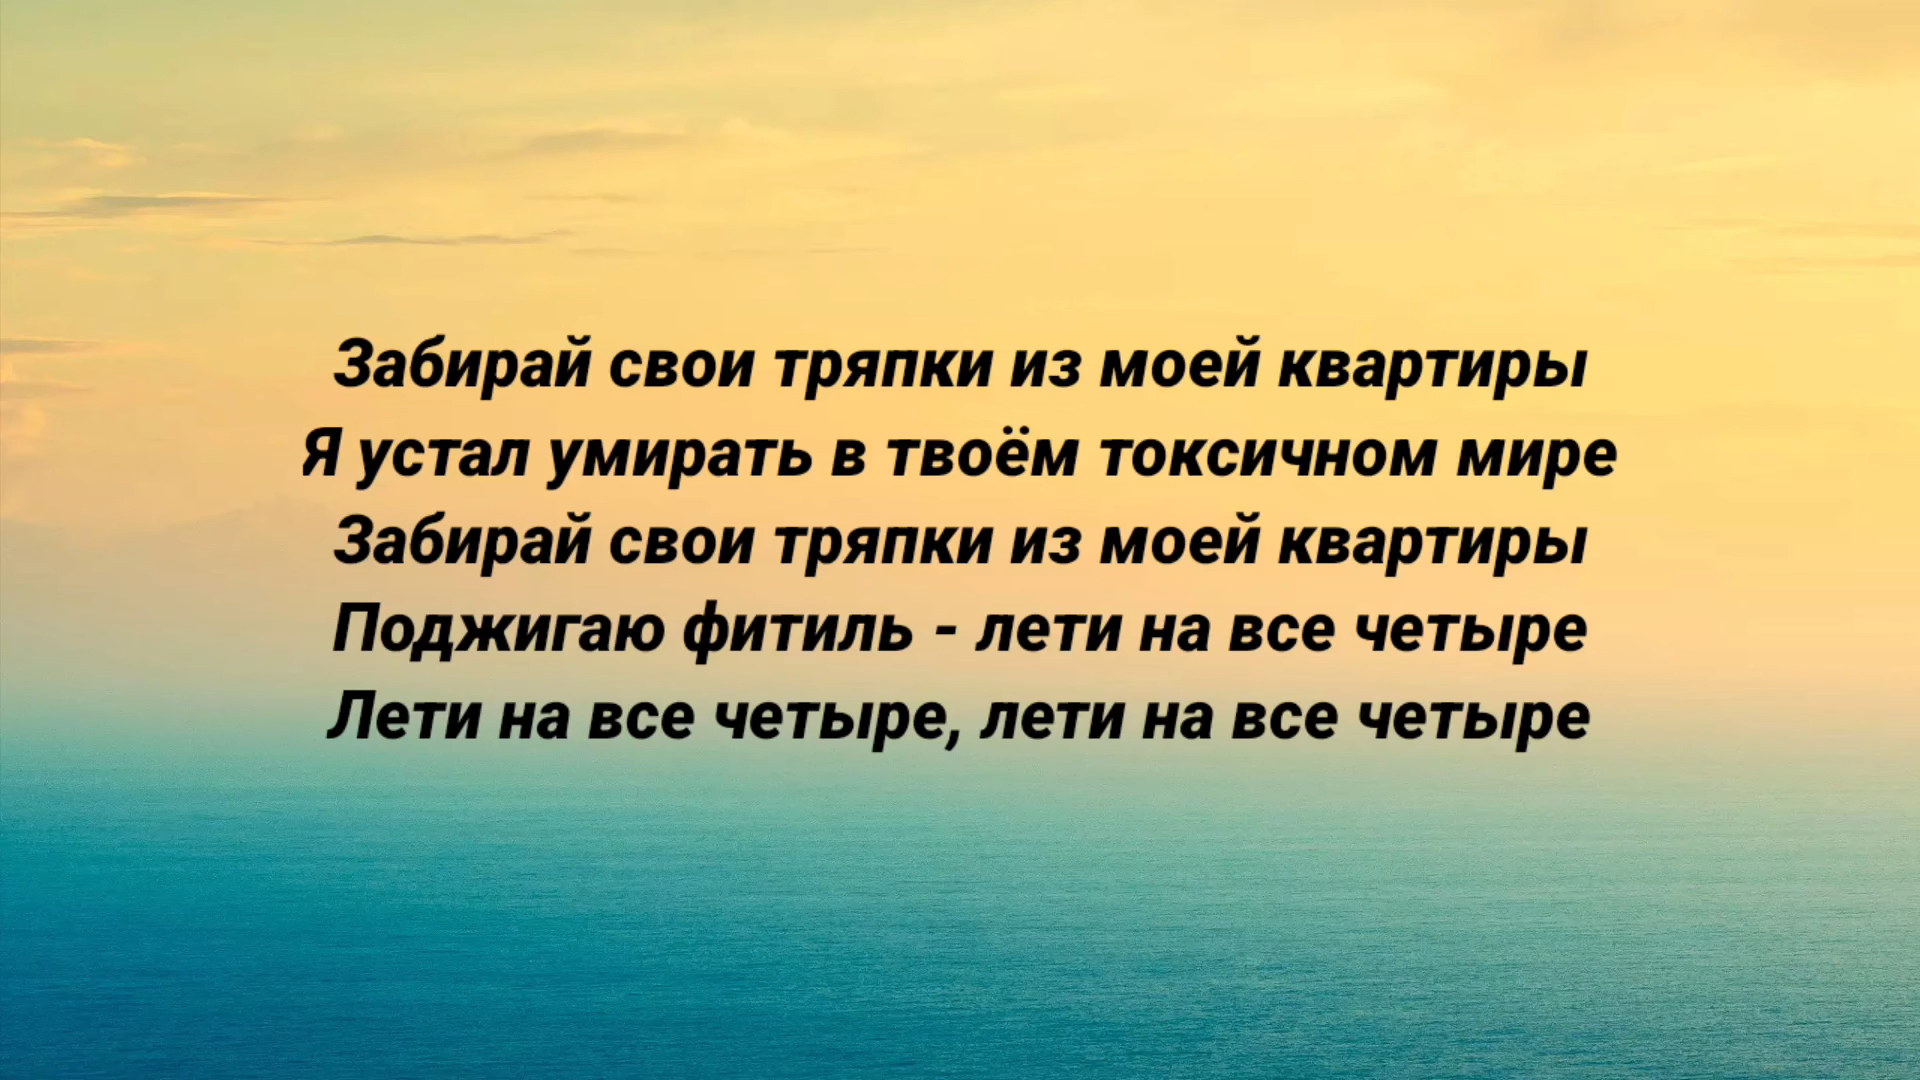 Забирай свои тряпки из моей квартиры
Я устал умирать в твоём токсичном мире
Забирай свои тряпки из моей квартиры
Поджигаю фитиль - лети на все четыре
Лети на все четыре, лети на все четыре